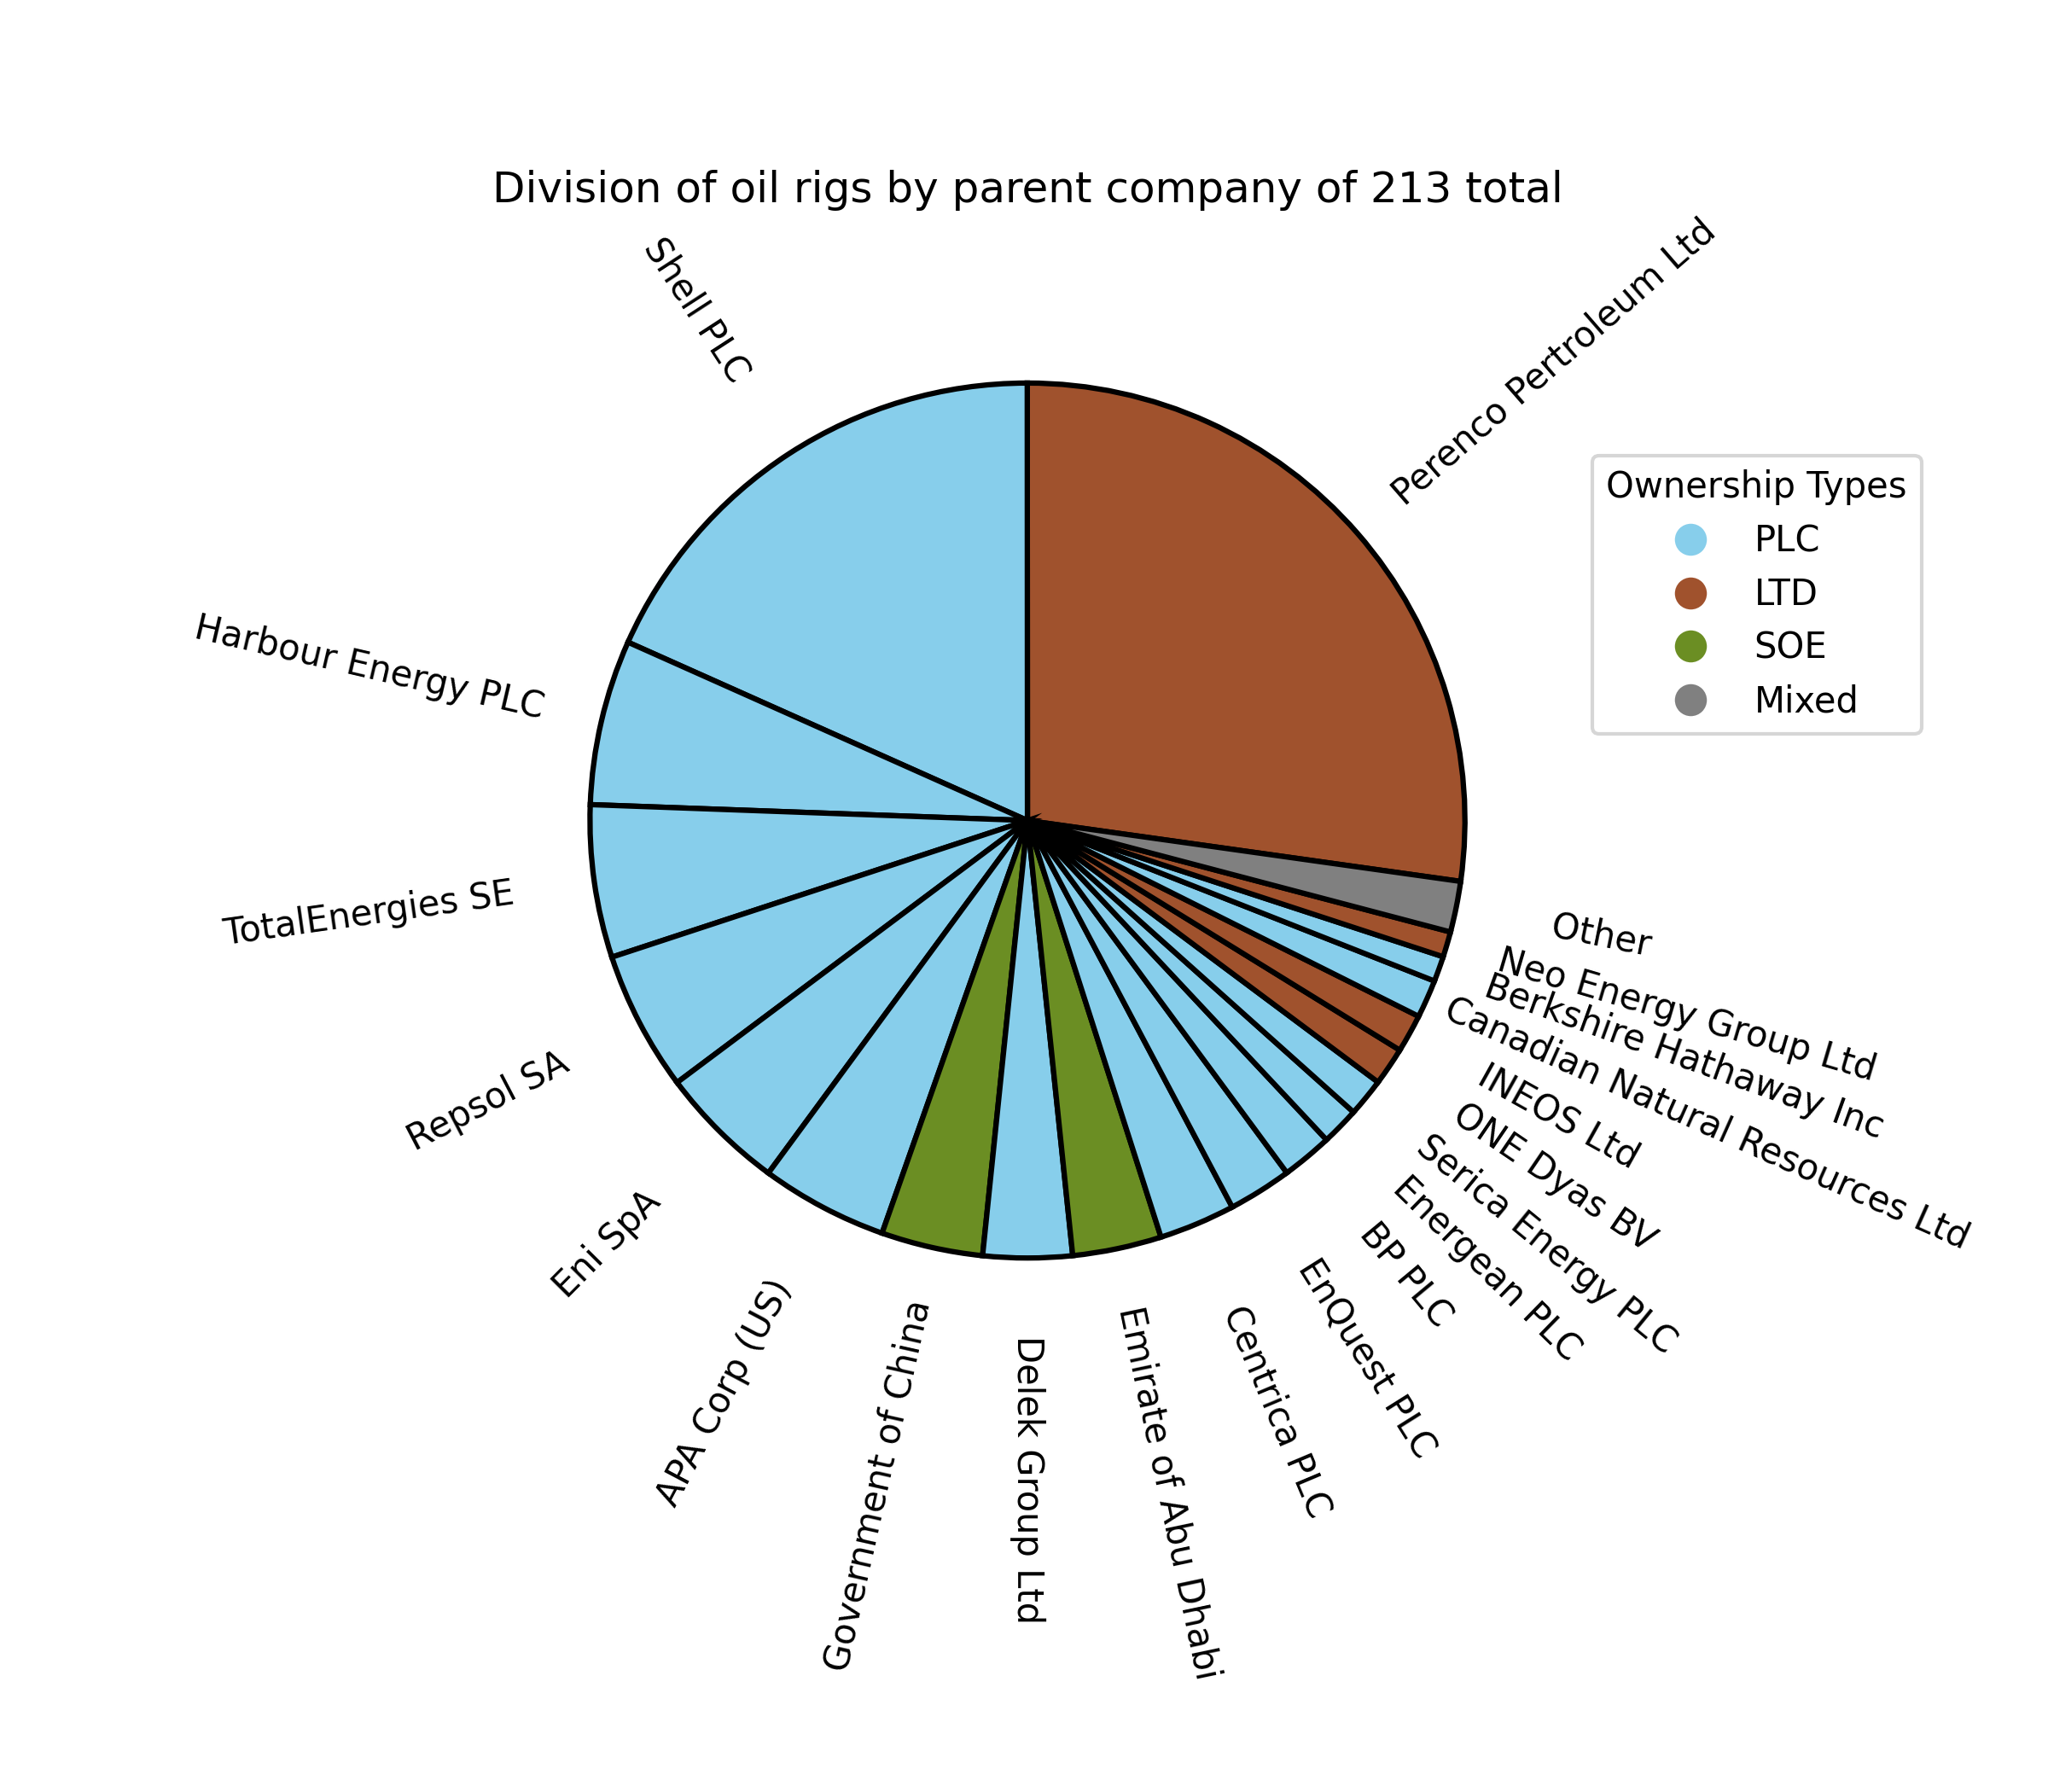 Division of oil rigs by parent company of 213 total
Shell PLC
Perenco Pertroleum Ltd
Ownership Types
PLC
LTD
SOE
Mixed
Harbour Energy PLC
TotalEnergies SE
Repsol SA
Eni SpA
APA Corp (US)
Government of China
Delek Group Ltd
Emirate of Abu Dhabi
Centrica PLC
EnQuest PLC
BP PLC
Energean PLC
Serica Energy PLC
ONE Dyas BV
INEOS Ltd
Canadian Natural Resources Ltd
Berkshire Hathaway Inc
Neo Energy Group Ltd
Other